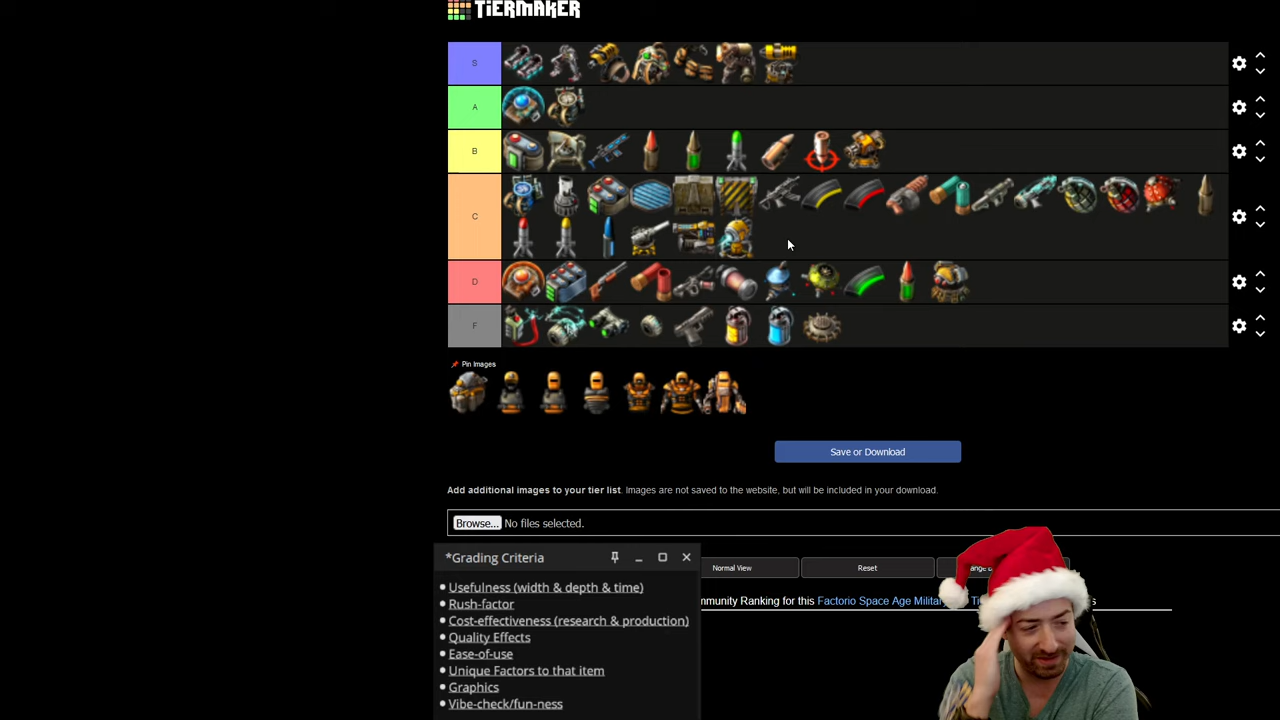 TiERMAKER
S
A
B
C
D
F
Pin Images
Save or Download
Add additional images to your tier list. Images are not saved to the website, but will be included in your download.
Browse... No files selected.
*Grading Criteria
Normal View
Reset
Usefulness (width & depth & time)
Rush-factor
mmunity Ranking for this Factorio Space Age Militar
Cost-effectiveness (research & production)
Quality Effects
Ease-of-use
Unique Factors to that item
Graphics
Vibe-check/fun-ness